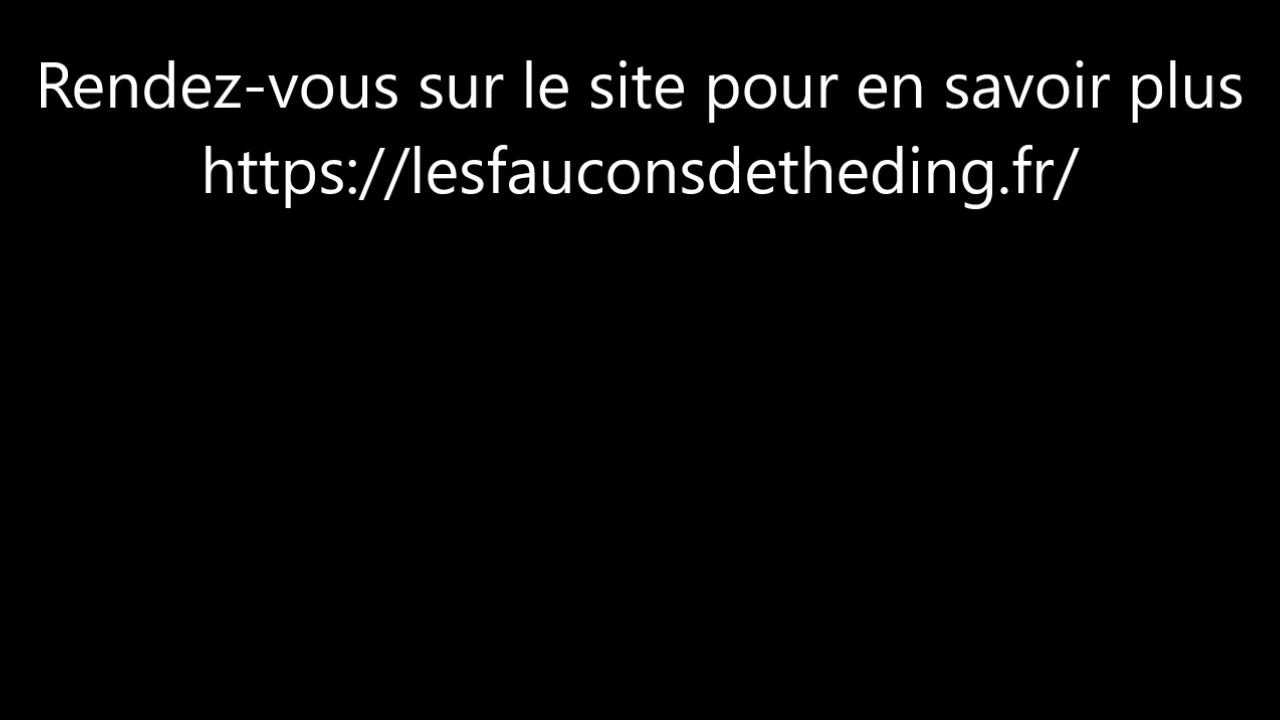 Rendez-vous sur le site pour en savoir plus
https://lesfauconsdetheding.fr/